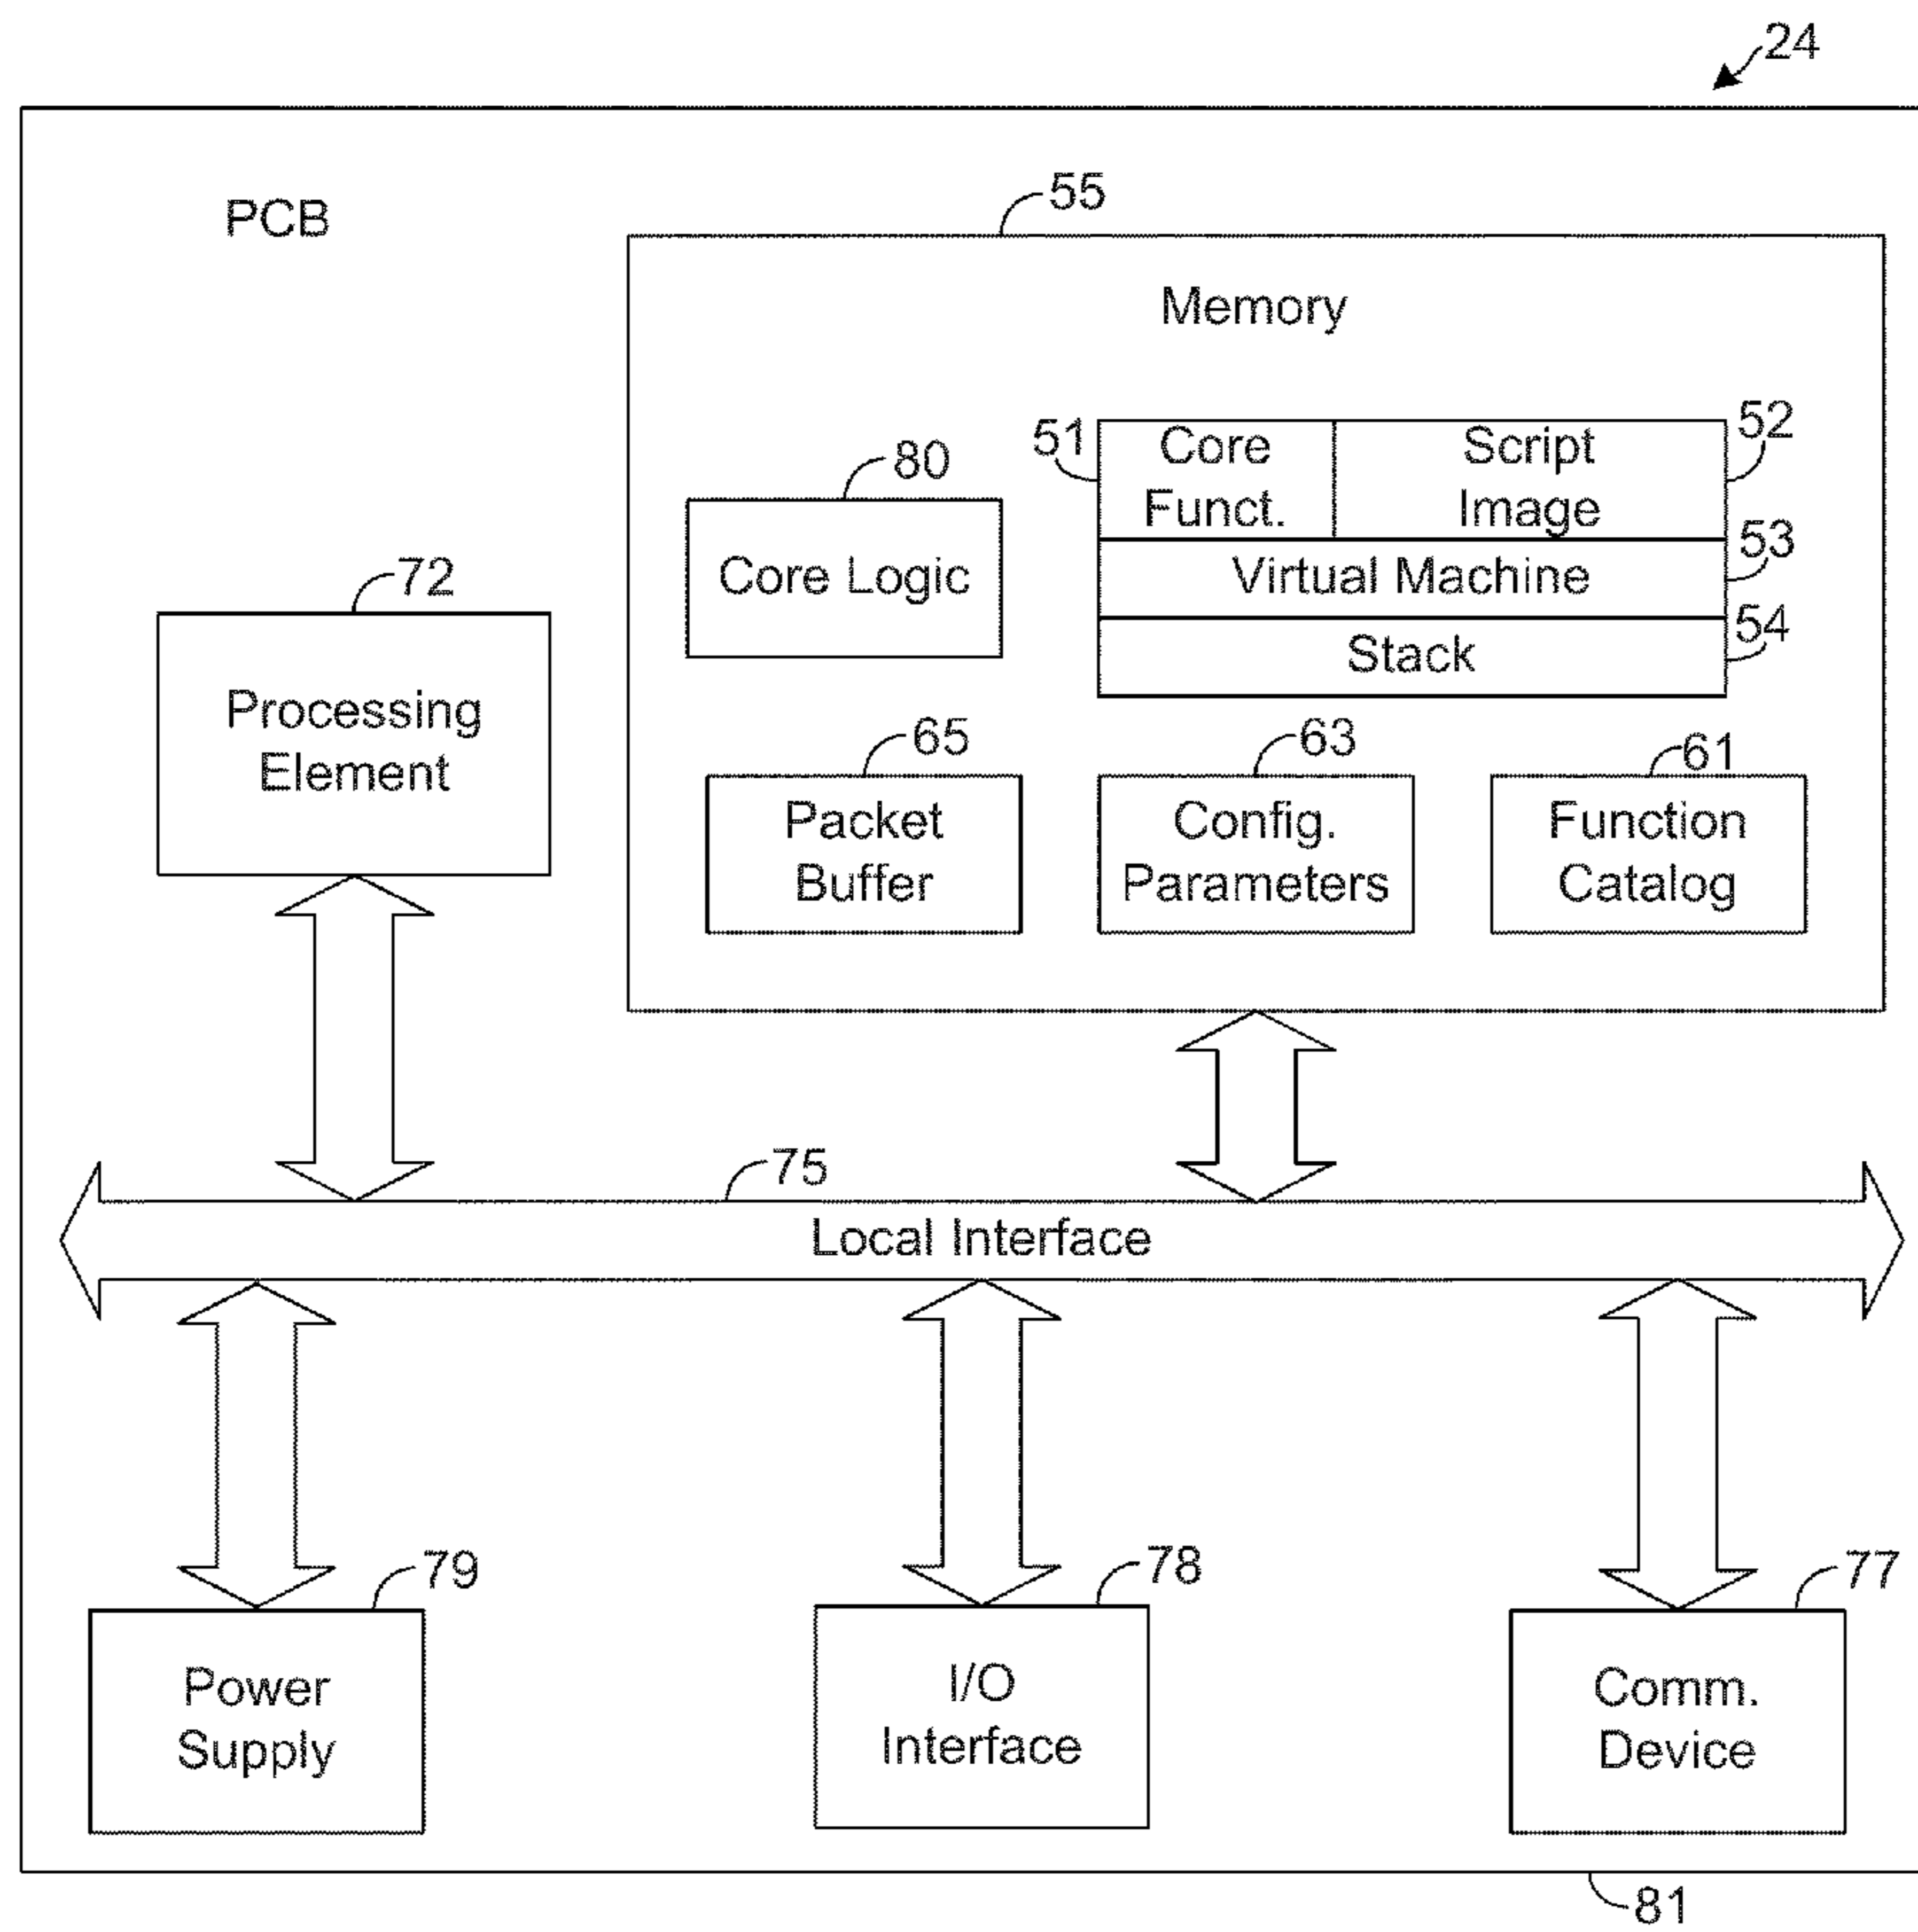 24
PCB
55
Memory
51
Core
Funct.
Script
Image
52
80
Core Logic
Virtual Machine
53
Stack
54
72
Processing
Element
65
Packet
Buffer
63
Config.
Parameters
61
Function
Catalog
75
Local Interface
79
Power
Supply
78
I/O
Interface
77
Comm.
Device
81